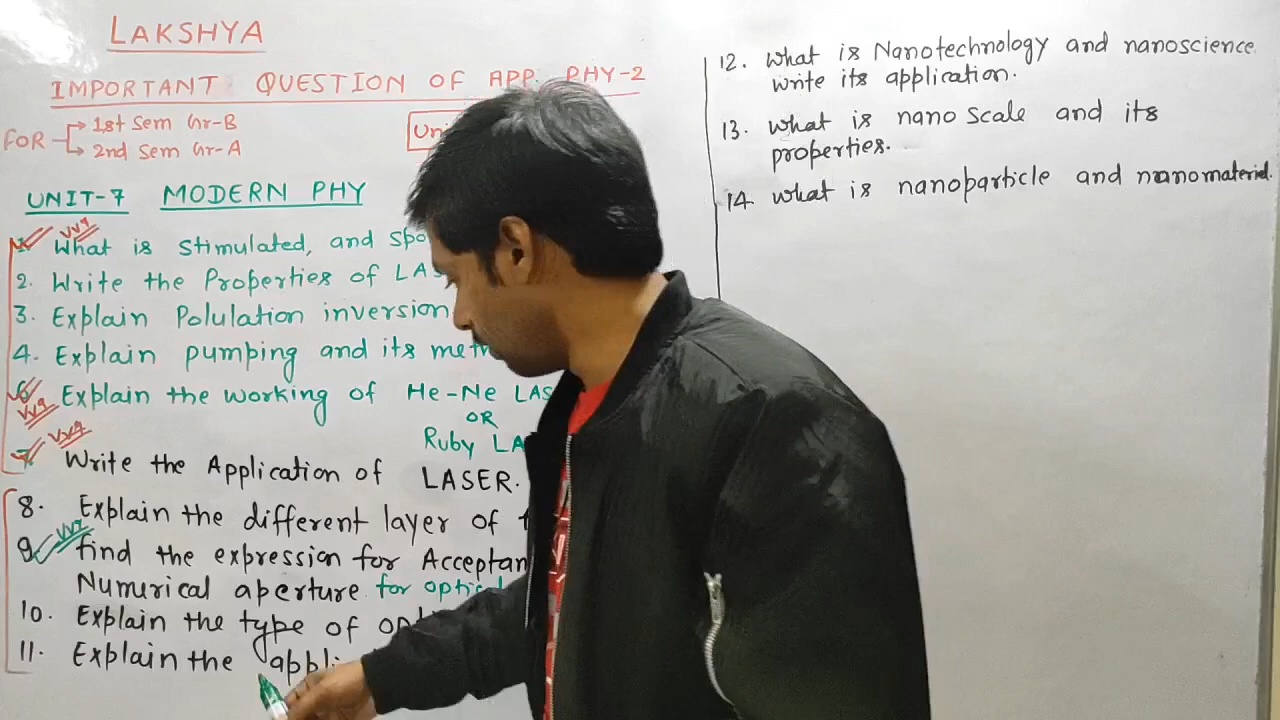 LAKSHYA
IMPORTANT QUESTION OF APP. PHY-2
FOR 1st Sem Gr-B
2nd Sem Gr-A
UNIT-7 MODERN PHY
VVI
1. What is stimulated, and
2. Write the Properties of
3. Explain Polulation inversion
4. Explain pumping and its
6. Explain the working of He-Ne
VVI
OR
Ruby
VVI
7. Write the Application of LASER.
8. Explain the different layer of
VVI
9. find the expression for
Numerical aperture for
10. Explain the type of
11. Explain the
12. What is Nanotechnology and nanoscience
write its application.
13. What is nano scale and its
properties.
14. What is nanoparticle and nanomaterial.